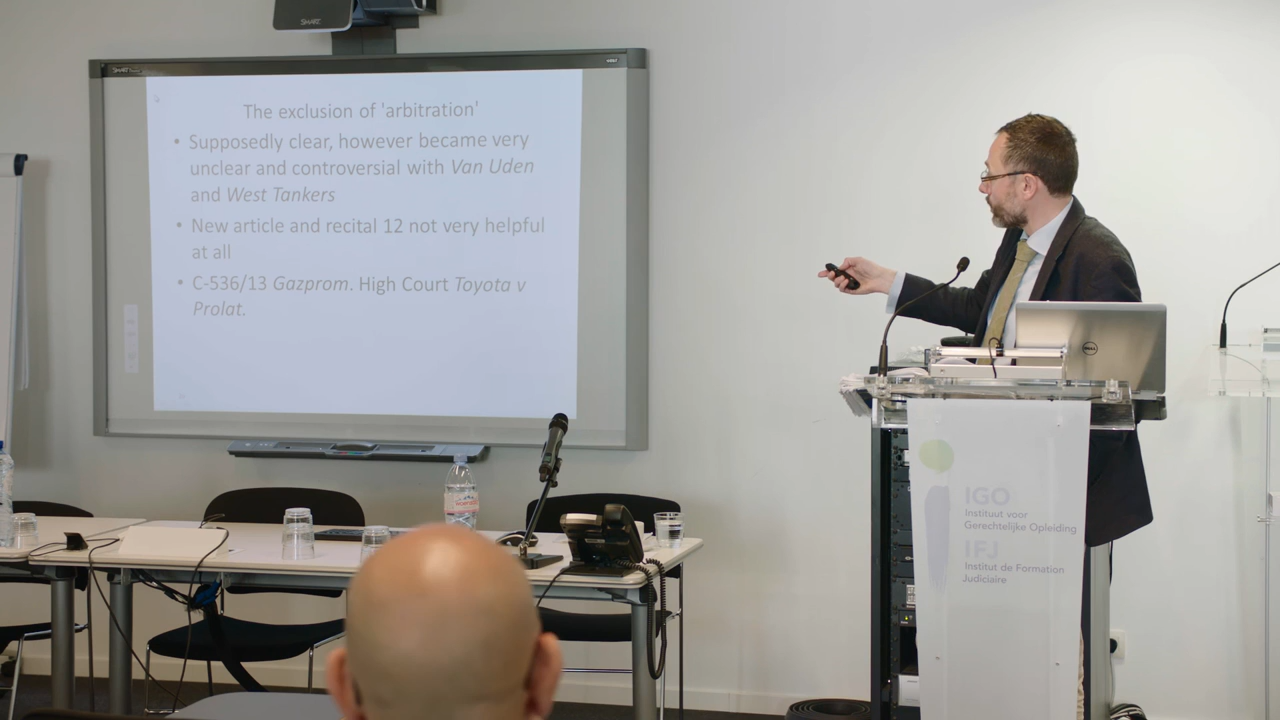 SMART
SMART
The exclusion of 'arbitration'
• Supposedly clear, however became very
unclear and controversial with Van Uden
and West Tankers
• New article and recital 12 not very helpful
at all
• C-536/13 Gazprom. High Court Toyota v
Prolat.
DELL
IGO
Instituut voor
Gerechtelijke Opleiding
IFJ
Institut de Formation
Judiciaire